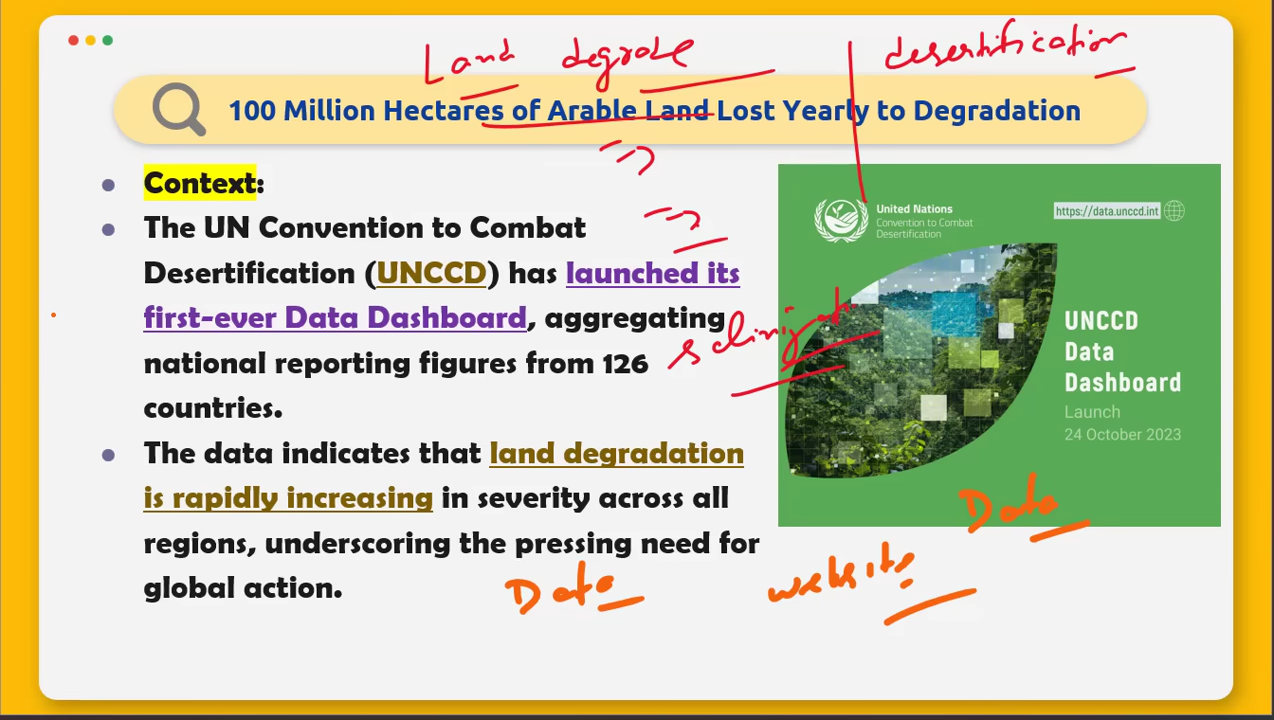 Land degrade
desertification
100 Million Hectares of Arable Land Lost Yearly to Degradation
Context:
The UN Convention to Combat
Desertification (UNCCD) has launched its
first-ever Data Dashboard, aggregating
national reporting figures from 126
countries.
The data indicates that land degradation
is rapidly increasing in severity across all
regions, underscoring the pressing need for
global action.
United Nations
Convention to Combat
Desertification
https://data.unccd.int
UNCCD
Data
Dashboard
Launch
24 October 2023
Data
website
Data